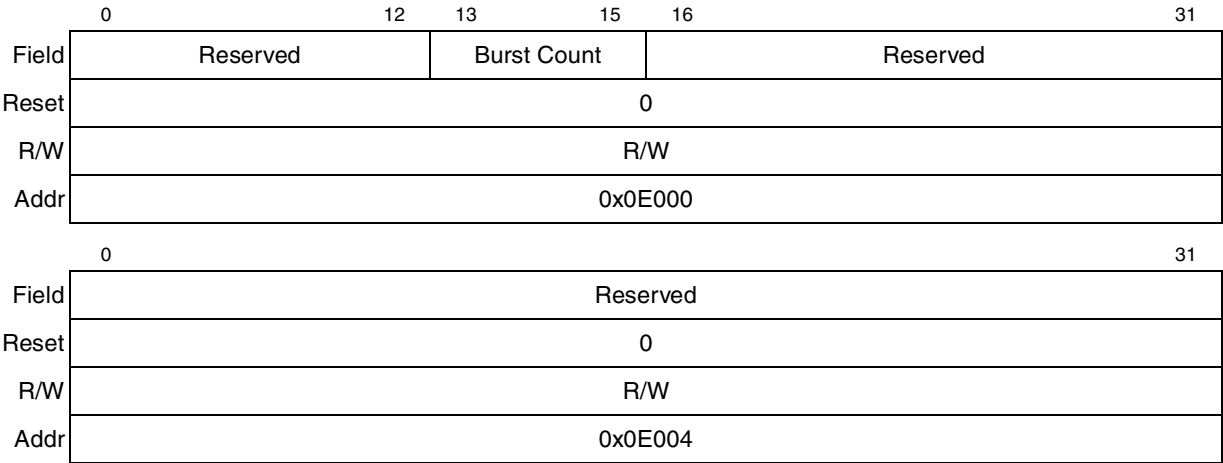 0 12 13 15 16 31
Field Reserved Burst Count Reserved
Reset 0
R/W R/W
Addr 0x0E000
0 31
Field Reserved
Reset 0
R/W R/W
Addr 0x0E004